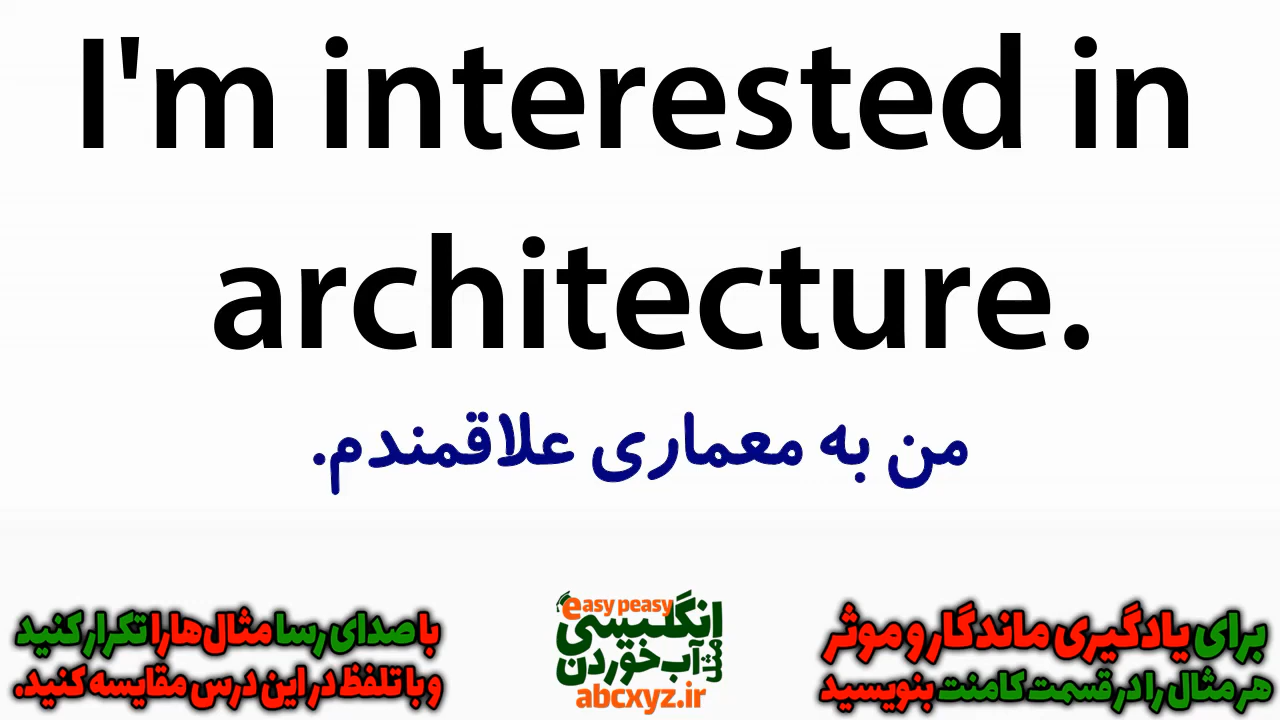 I'm interested in
architecture.
من به معماری علاقمندم.
برای یادگیری ماندگار و موثر
هر مثال را در قسمت کامنت بنویسید
easy peasy
انگلیسی
مثل آب خوردن
abcxyz.ir
با صدای رسا مثال‌ها را تکرار کنید
و با تلفظ در این درس مقایسه کنید.